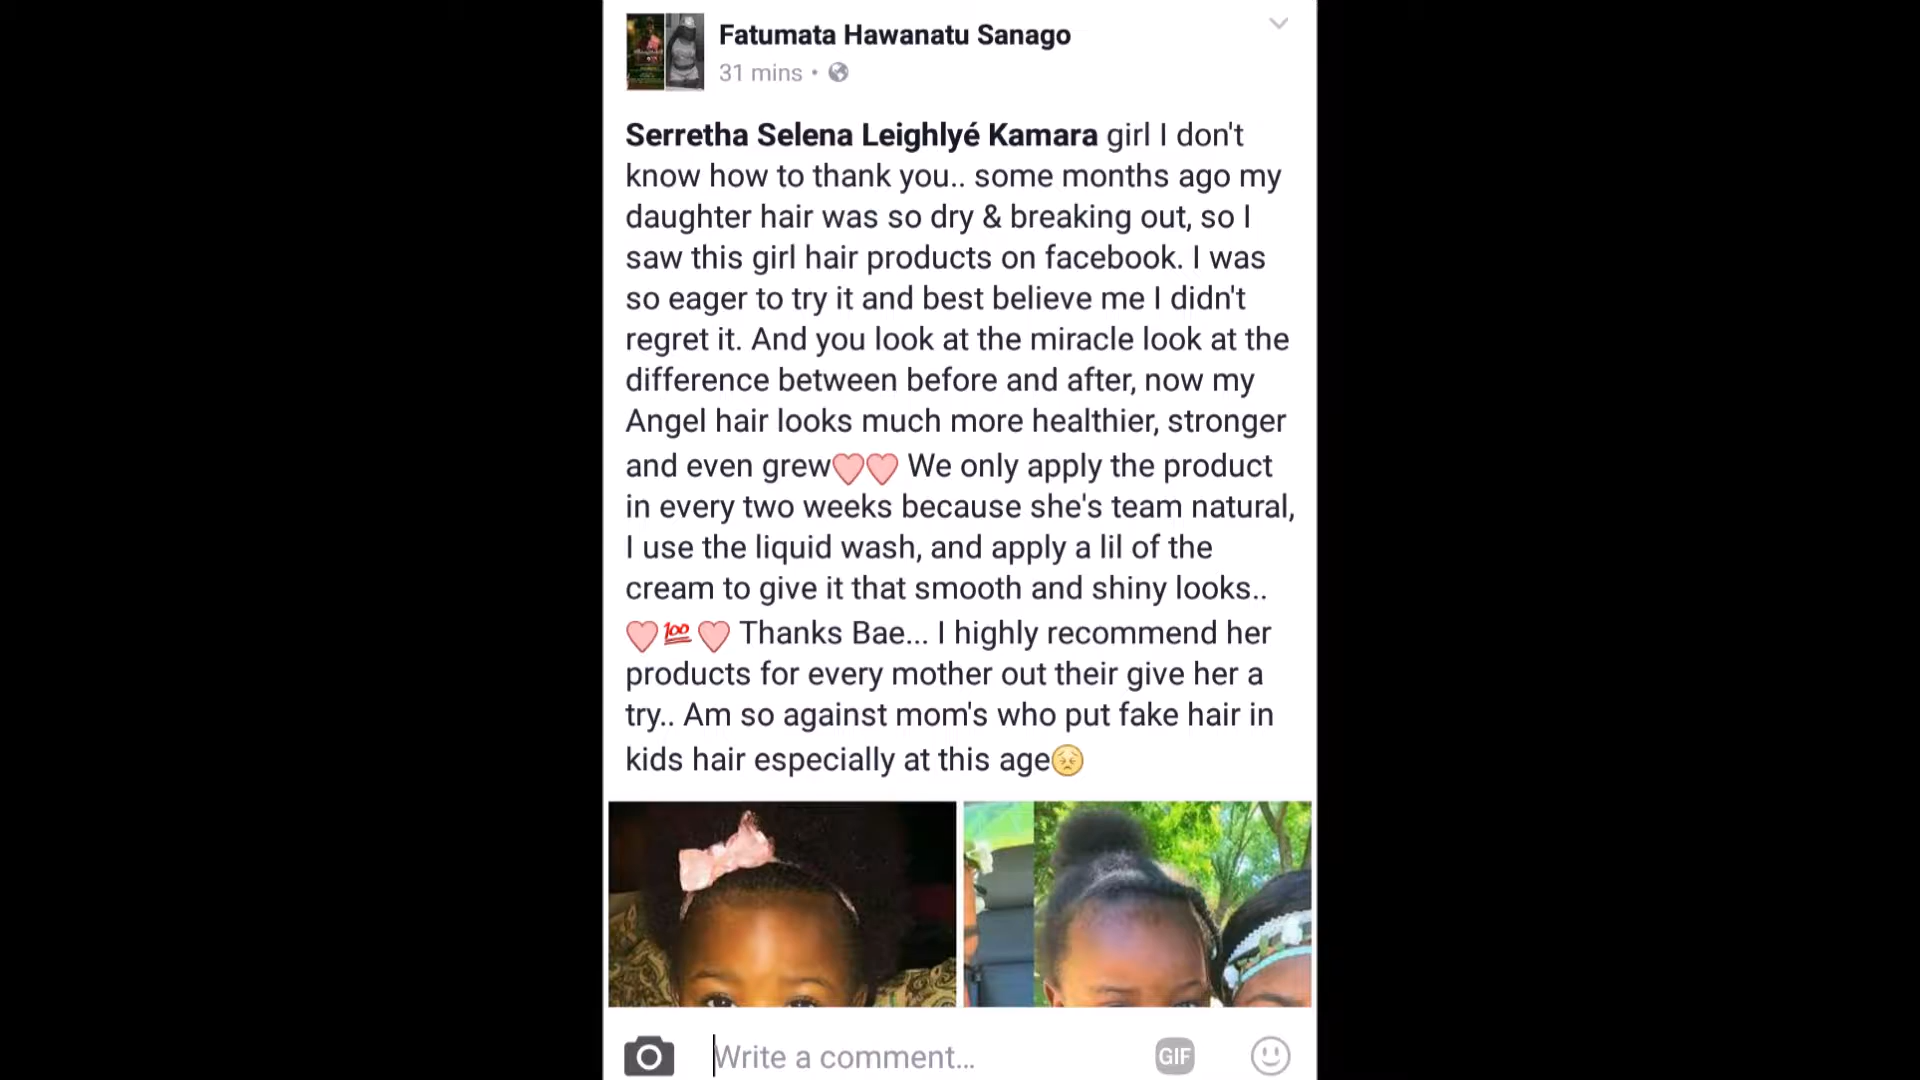 Fatumata Hawanatu Sanago
31 mins •
Serretha Selena Leighlyé Kamara girl I don't
know how to thank you.. some months ago my
daughter hair was so dry & breaking out, so I
saw this girl hair products on facebook. I was
so eager to try it and best believe me I didn't
regret it. And you look at the miracle look at the
difference between before and after, now my
Angel hair looks much more healthier, stronger
and even grew We only apply the product
in every two weeks because she's team natural,
I use the liquid wash, and apply a lil of the
cream to give it that smooth and shiny looks..
💯 Thanks Bae... I highly recommend her
products for every mother out their give her a
try.. Am so against mom's who put fake hair in
kids hair especially at this age
Write a comment...
GIF